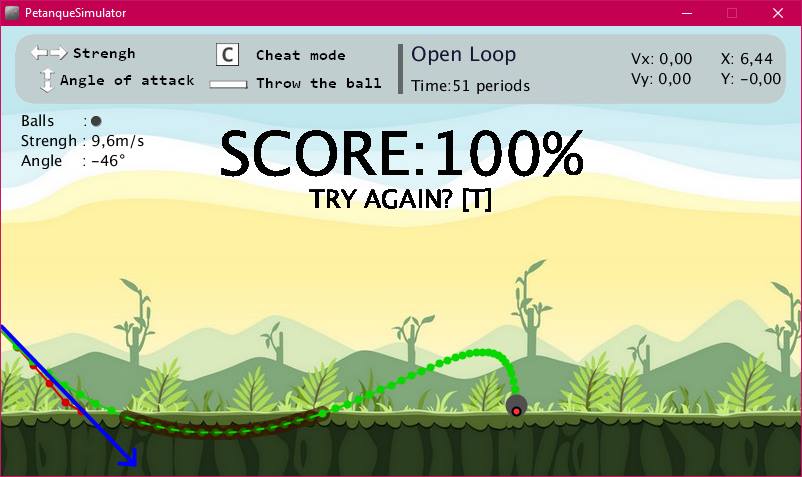 PetanqueSimulator
Strengh
C Cheat mode
Open Loop
Vx: 0,00 X: 6,44
Angle of attack
Throw the ball
Time:51 periods
Vy: 0,00 Y: -0,00
Balls :
Strengh : 9,6m/s
Angle : -46°
SCORE:100%
TRY AGAIN? [T]